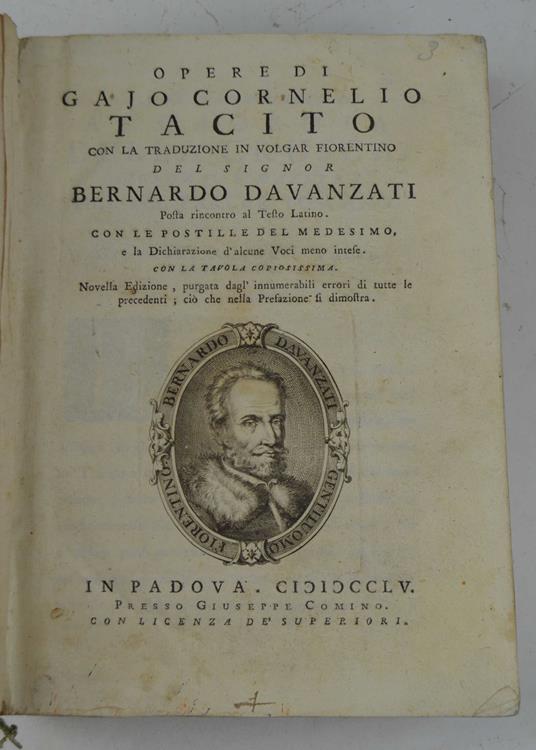 3
OPERE DI
GAJO CORNELIO
TACITO
CON LA TRADUZIONE IN VOLGAR FIORENTINO
DEL SIGNOR
BERNARDO DAVANZATI
Poſta rincontro al Teſto Latino.
CON LE POSTILLE DEL MEDESIMO,
e la Dichiarazione d'alcune Voci meno inteſe.
CON LA TAVOLA COPIOSISSIMA.
Novella Edizione, purgata dagl' innumerabili errori di tutte le
precedenti; ciò che nella Prefazione ſi dimoſtra.
BERNARDO DAVANZATI GENTILUOMO FIORENTINO
IN PADOVA. CIƆIƆCCLV.
PRESSO GIUSEPPE COMINO.
CON LICENZA DE' SUPERIORI.